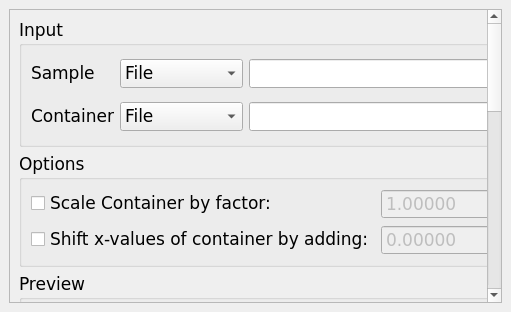 Input
Sample File
Container File
Options
Scale Container by factor: 1.00000
Shift x-values of container by adding: 0.00000
Preview